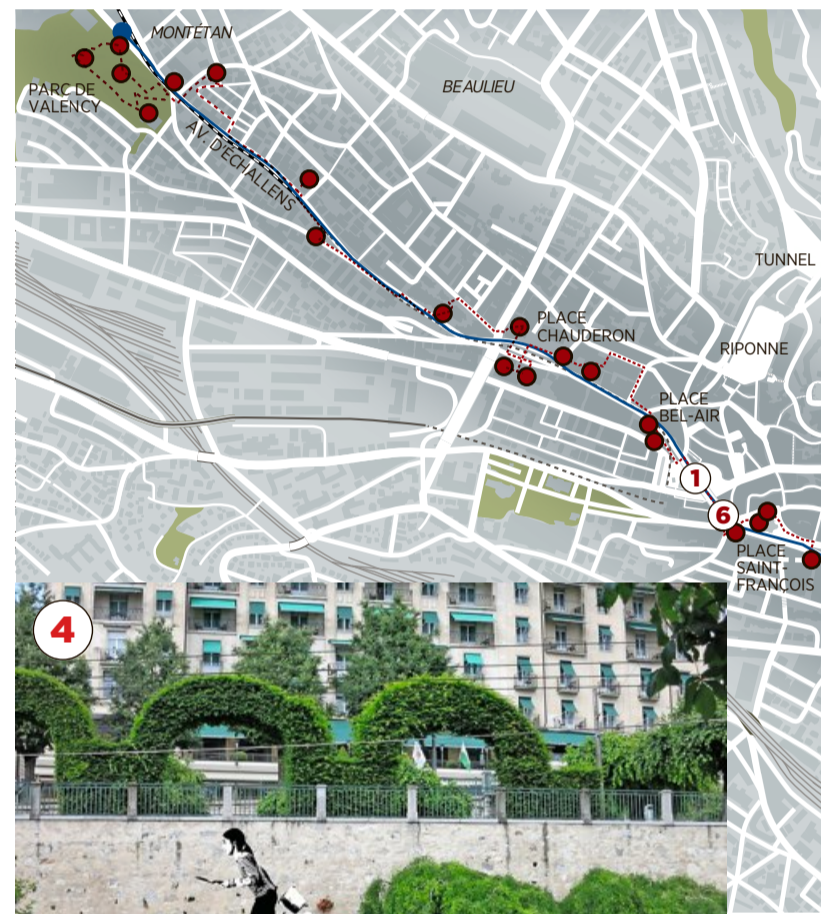 MONTÉTAN
PARC DE
VALENCY
BEAULIEU
AV. D'ÉCHALLENS
TUNNEL
PLACE
CHAUDERON
RIPONNE
PLACE
BEL-AIR
1
6
PLACE
SAINT-
FRANÇOIS
4